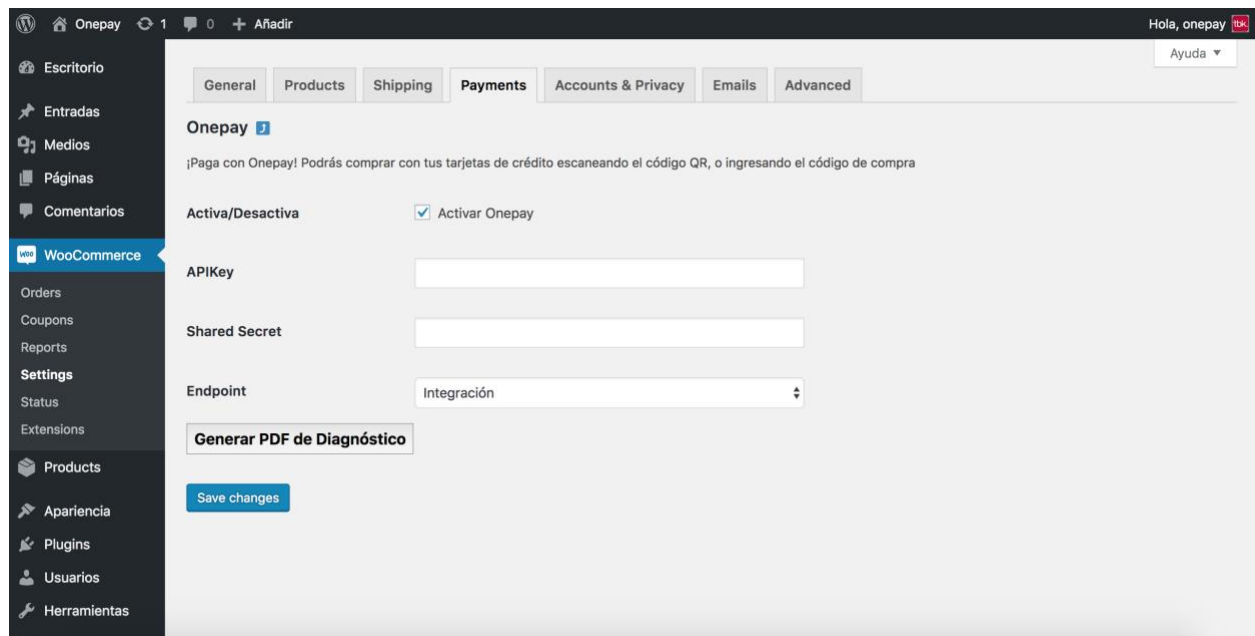 Onepay 1 0 Añadir Hola, onepay tbk
Ayuda
Escritorio
Entradas
Medios
Páginas
Comentarios
woo WooCommerce
Orders
Coupons
Reports
Settings
Status
Extensions
Products
Apariencia
Plugins
Usuarios
Herramientas
General Products Shipping Payments Accounts & Privacy Emails Advanced
Onepay
¡Paga con Onepay! Podrás comprar con tus tarjetas de crédito escaneando el código QR, o ingresando el código de compra
Activa/Desactiva Activar Onepay
APIKey
Shared Secret
Endpoint Integración
Generar PDF de Diagnóstico
Save changes